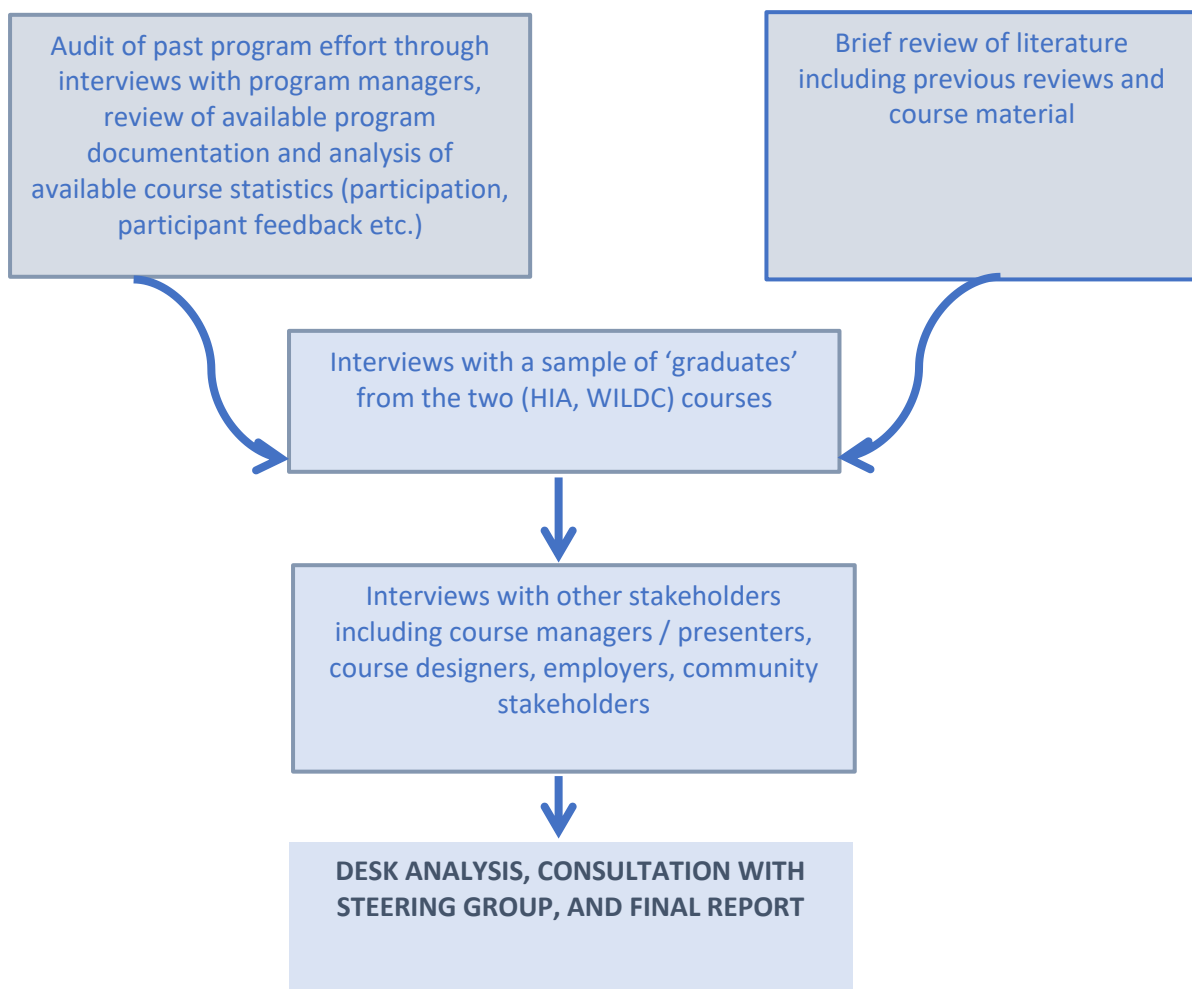 Audit of past program effort through
interviews with program managers,
review of available program
documentation and analysis of
available course statistics (participation,
participant feedback etc.)
Brief review of literature
including previous reviews and
course material
Interviews with a sample of ‘graduates’
from the two (HIA, WILDC) courses
Interviews with other stakeholders
including course managers / presenters,
course designers, employers, community
stakeholders
DESK ANALYSIS, CONSULTATION WITH
STEERING GROUP, AND FINAL REPORT